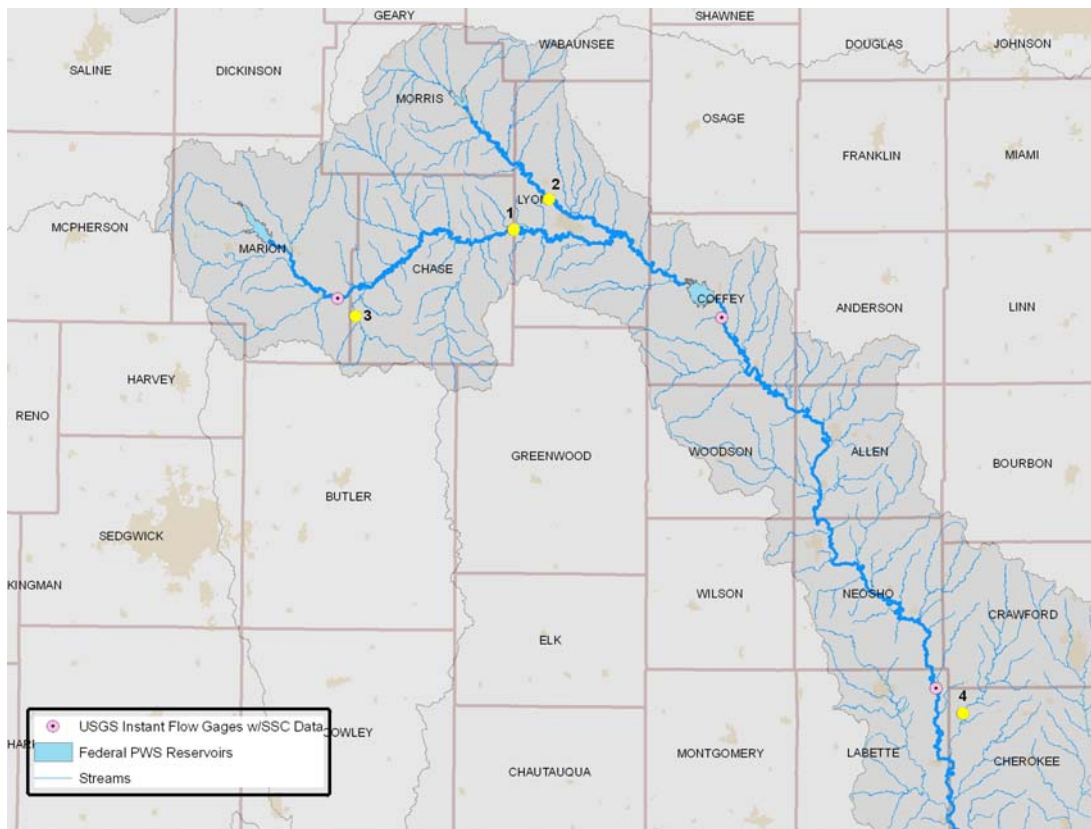 GEARY
SHAWNEE
WABAUNSEE
DOUGLAS
JOHNSON
SALINE
DICKINSON
MORRIS
OSAGE
FRANKLIN
MIAMI
2
LYON
1
MCPHERSON
MARION
CHASE
COFFEY
ANDERSON
LINN
3
HARVEY
RENO
GREENWOOD
WOODSON
ALLEN
BOURBON
BUTLER
SEDGWICK
KINGMAN
WILSON
NEOSHO
CRAWFORD
ELK
4
USGS Instant Flow Gages w/SSC Data
Federal PWS Reservoirs
Streams
HAR
OWLEY
MONTGOMERY
LABETTE
CHEROKEE
CHAUTAUQUA